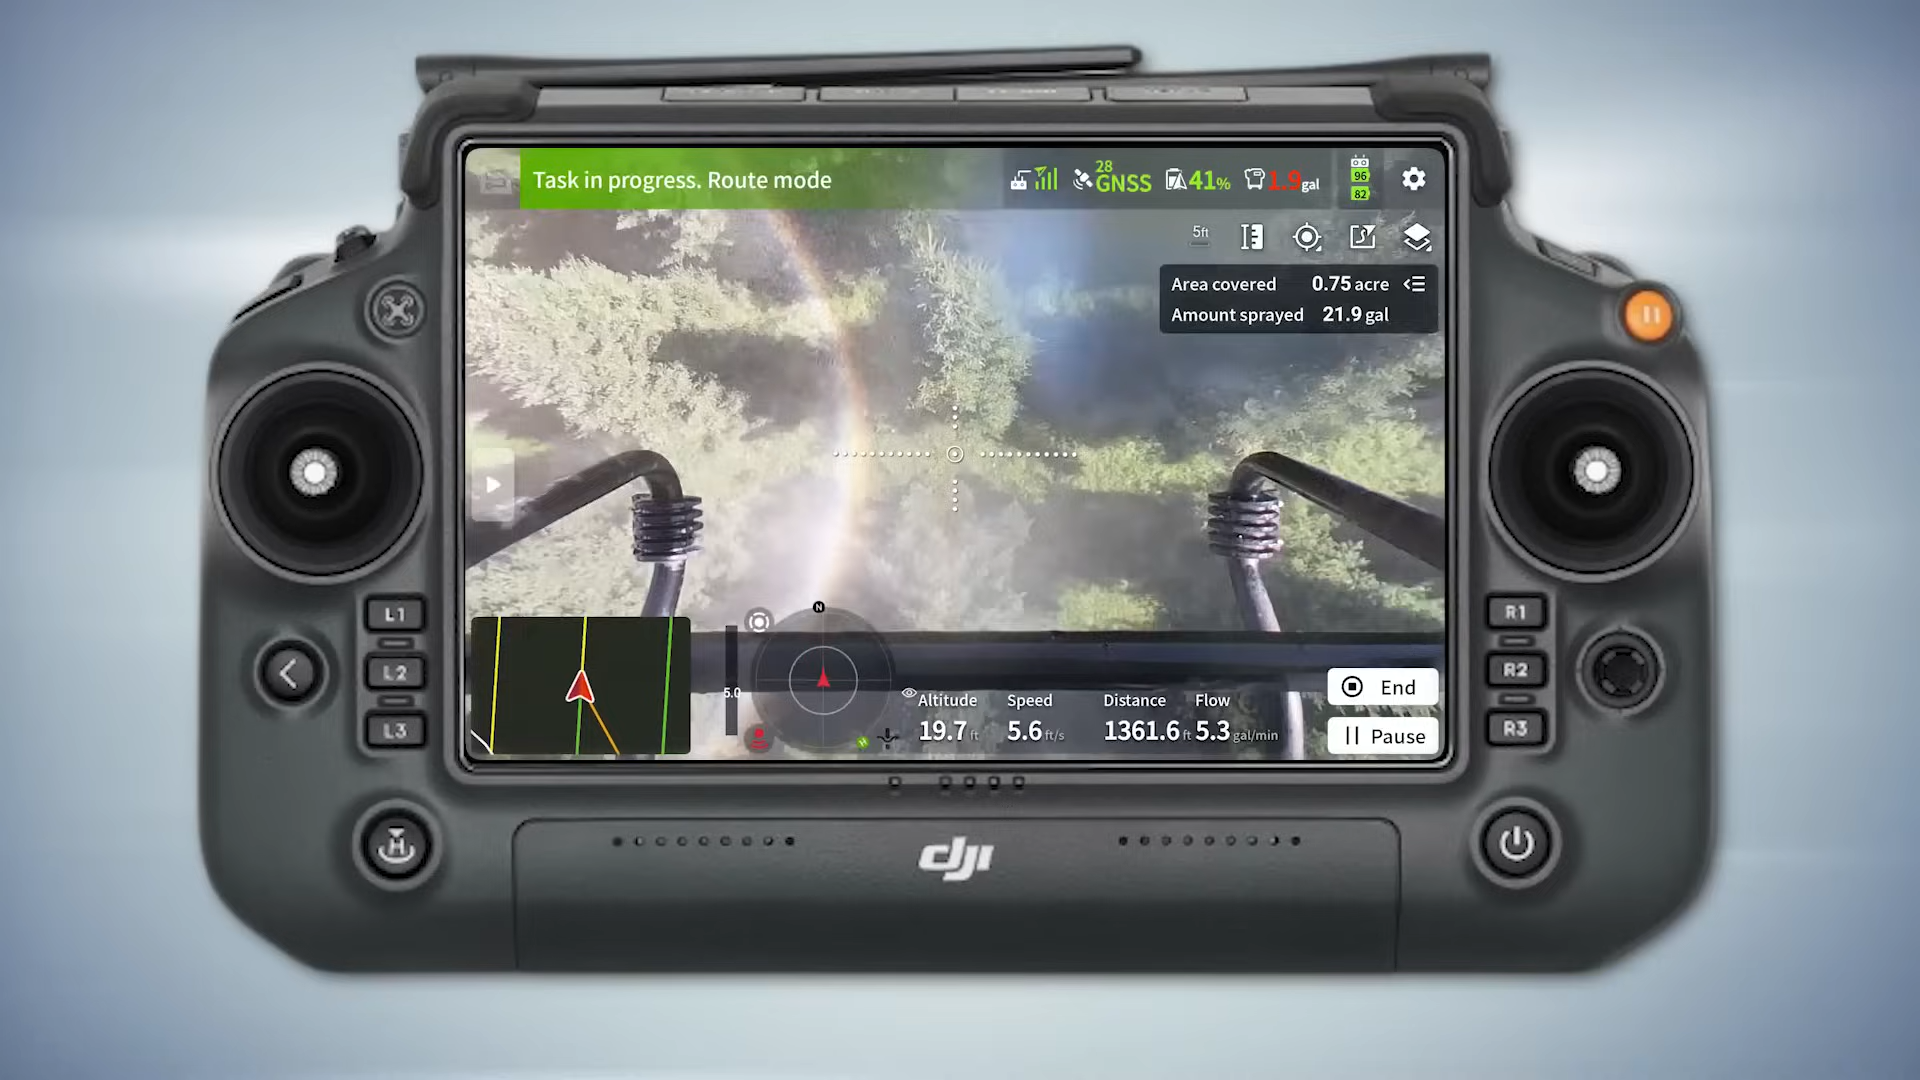 Task in progress. Route mode
28
GNSS
41%
1.9gal
96
82
5ft
Area covered 0.75 acre
Amount sprayed 21.9 gal
L1
L2
L3
R1
R2
R3
N
5.0
Altitude Speed Distance Flow
19.7 ft 5.6 ft/s 1361.6 ft 5.3 gal/min
End
Pause
H
dji